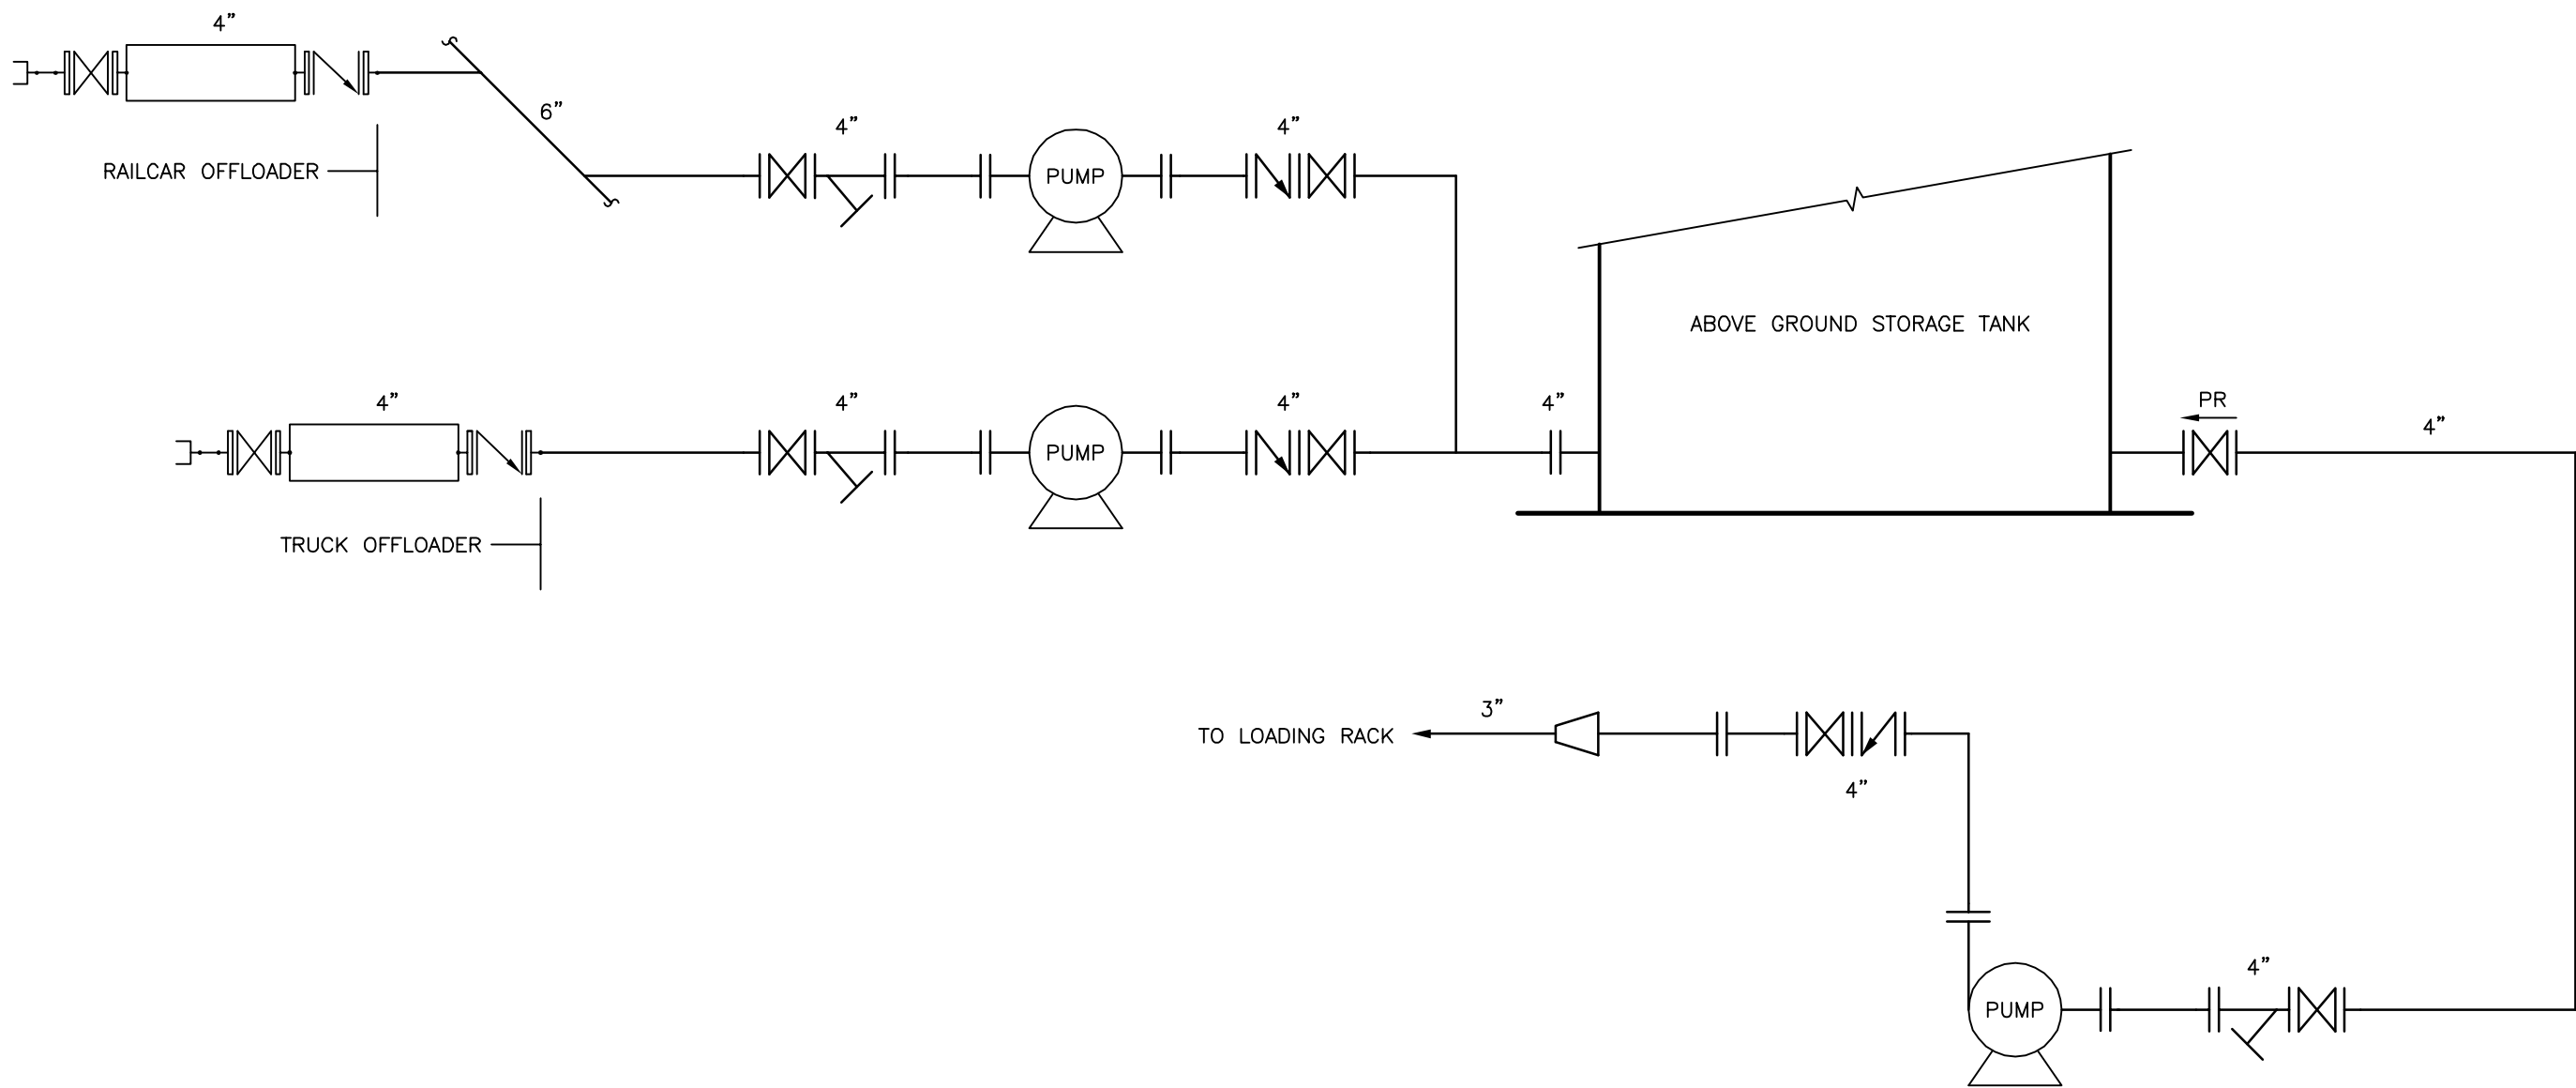 4"
6"
4"
4"
RAILCAR OFFLOADER
PUMP
ABOVE GROUND STORAGE TANK
4"
4"
4"
4"
PR
4"
PUMP
TRUCK OFFLOADER
3"
TO LOADING RACK
4"
4"
PUMP